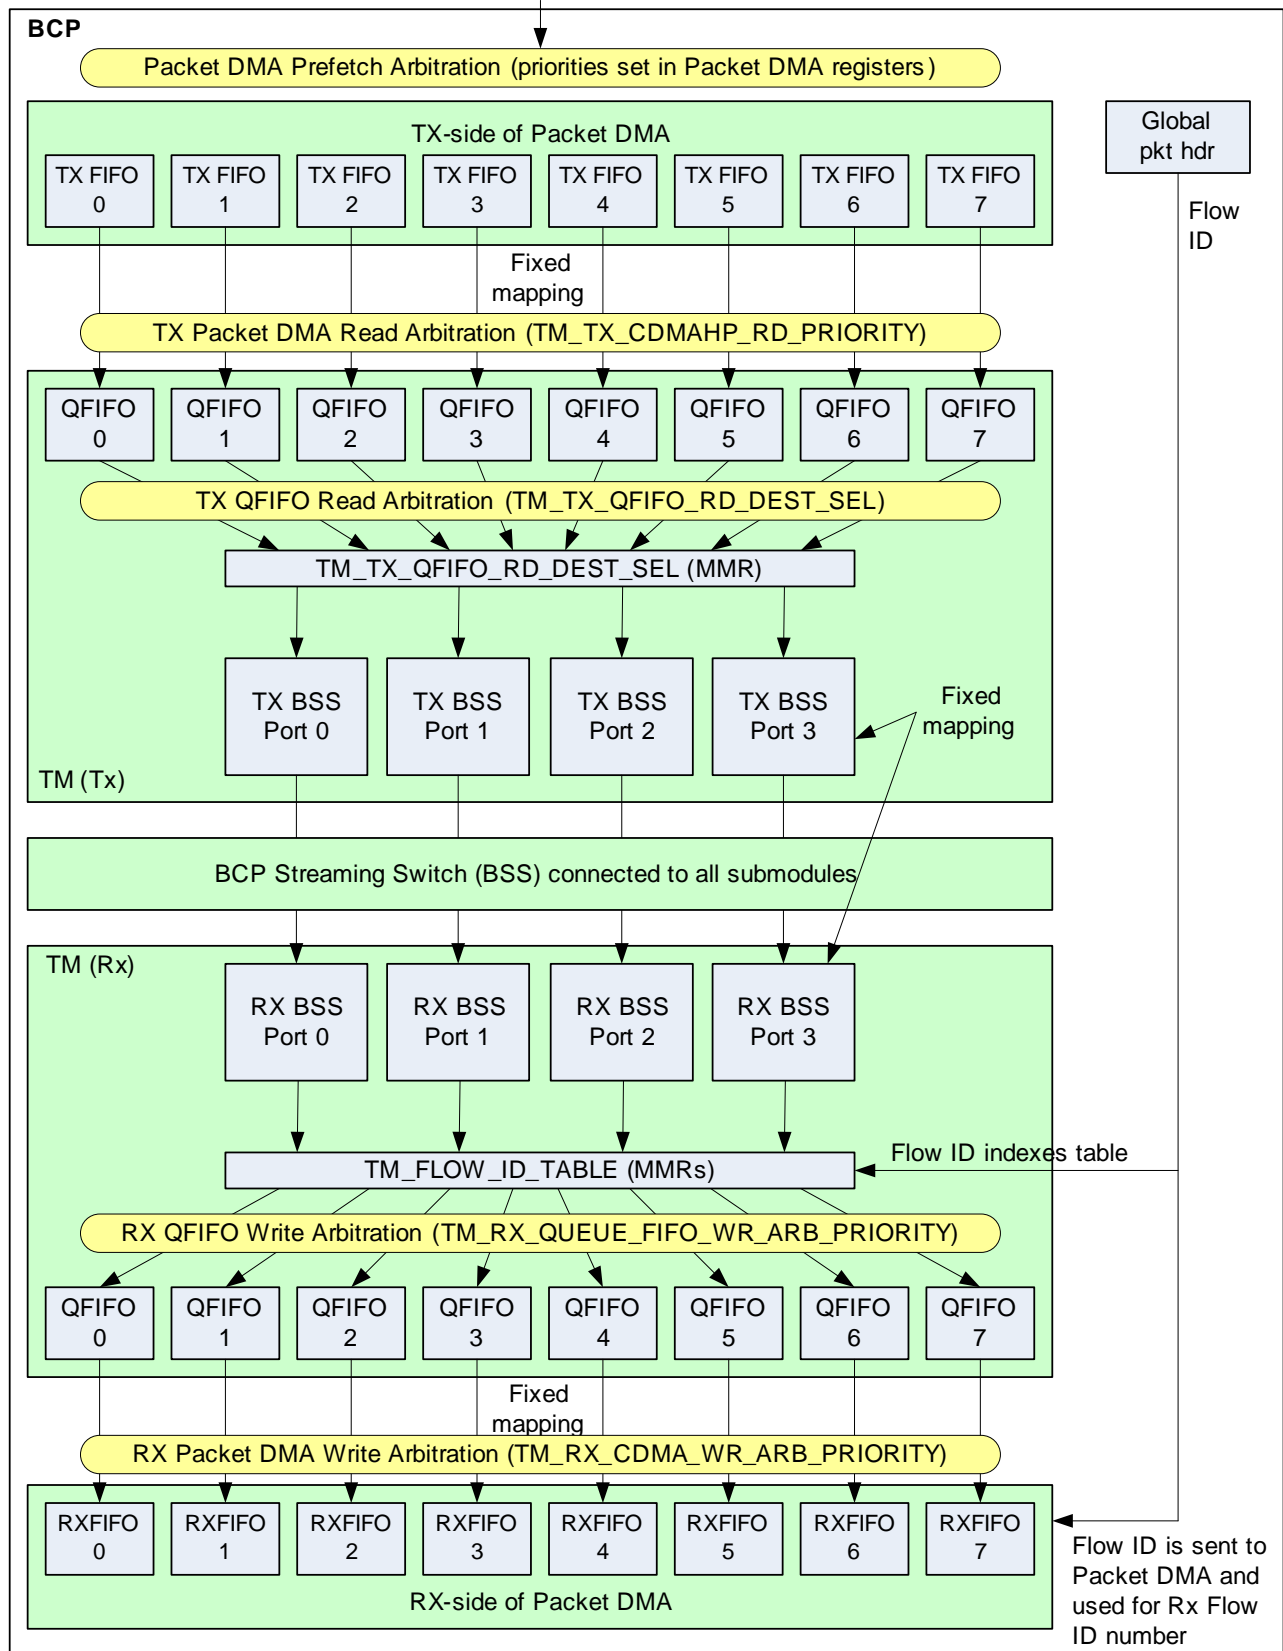 BCP
Packet DMA Prefetch Arbitration (priorities set in Packet DMA registers)
TX-side of Packet DMA
TX FIFO
0
TX FIFO
1
TX FIFO
2
TX FIFO
3
TX FIFO
4
TX FIFO
5
TX FIFO
6
TX FIFO
7
Global
pkt hdr
Flow
ID
Fixed
mapping
TX Packet DMA Read Arbitration (TM_TX_CDMAHP_RD_PRIORITY)
QFIFO
0
QFIFO
1
QFIFO
2
QFIFO
3
QFIFO
4
QFIFO
5
QFIFO
6
QFIFO
7
TX QFIFO Read Arbitration (TM_TX_QFIFO_RD_DEST_SEL)
TM_TX_QFIFO_RD_DEST_SEL (MMR)
TX BSS
Port 0
TX BSS
Port 1
TX BSS
Port 2
TX BSS
Port 3
Fixed
mapping
TM (Tx)
BCP Streaming Switch (BSS) connected to all submodules
TM (Rx)
RX BSS
Port 0
RX BSS
Port 1
RX BSS
Port 2
RX BSS
Port 3
Flow ID indexes table
TM_FLOW_ID_TABLE (MMRs)
RX QFIFO Write Arbitration (TM_RX_QUEUE_FIFO_WR_ARB_PRIORITY)
QFIFO
0
QFIFO
1
QFIFO
2
QFIFO
3
QFIFO
4
QFIFO
5
QFIFO
6
QFIFO
7
Fixed
mapping
RX Packet DMA Write Arbitration (TM_RX_CDMA_WR_ARB_PRIORITY)
RXFIFO
0
RXFIFO
1
RXFIFO
2
RXFIFO
3
RXFIFO
4
RXFIFO
5
RXFIFO
6
RXFIFO
7
RX-side of Packet DMA
Flow ID is sent to
Packet DMA and
used for Rx Flow
ID number